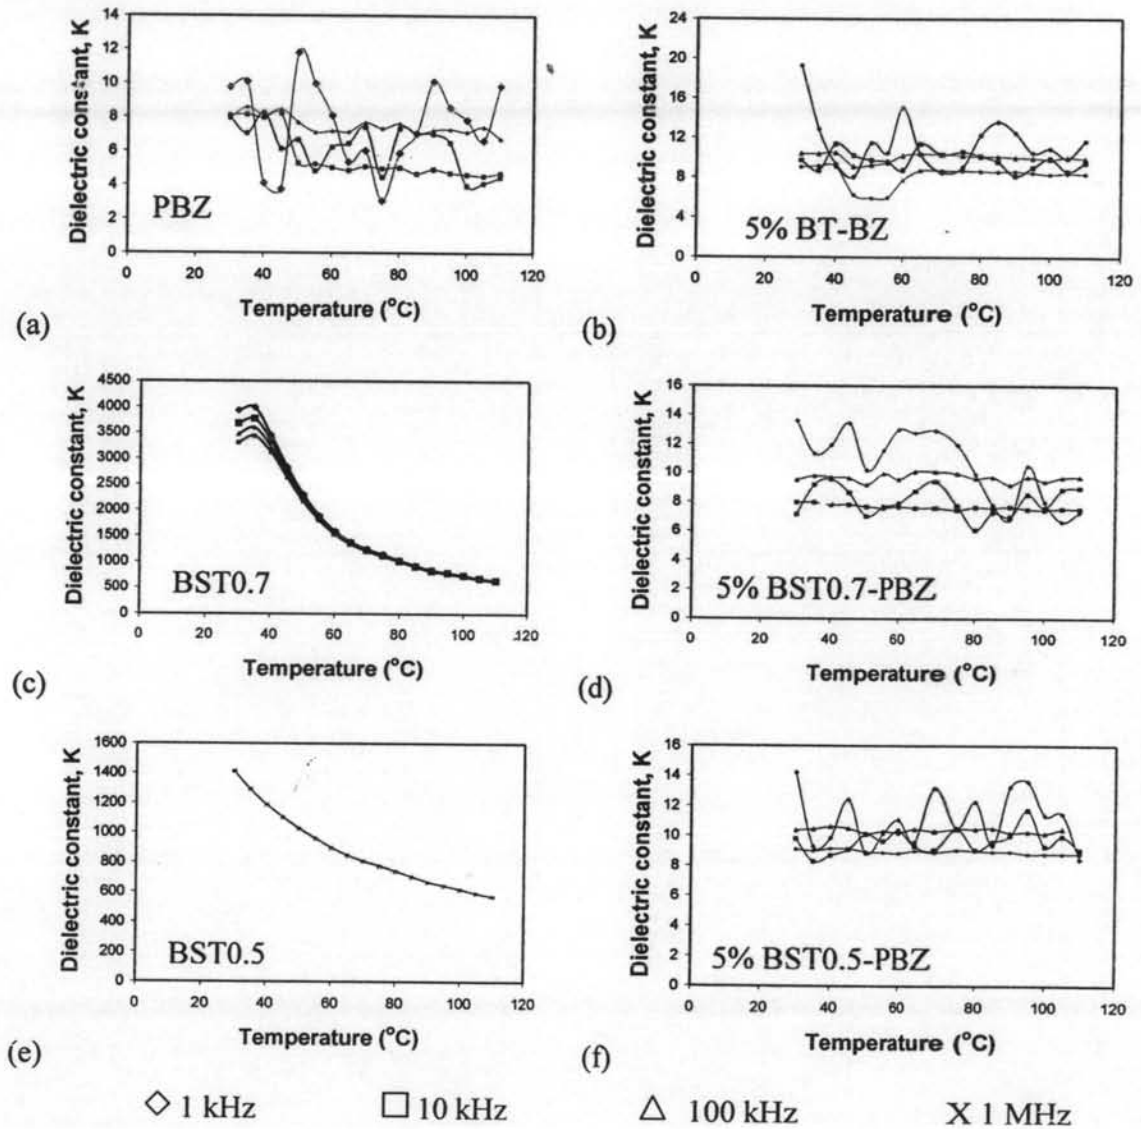 Dielectric constant, K
14
12
10
8
6
4
2
0
PBZ
0 20 40 60 80 100 120
Temperature (°C)
(a)
Dielectric constant, K
24
20
16
12
8
4
0
5% BT-BZ
0 20 40 60 80 100 120
Temperature (°C)
(b)
Dielectric constant, K
4500
4000
3500
3000
2500
2000
1500
1000
500
0
BST0.7
0 20 40 60 80 100 120
Temperature (°C)
(c)
Dielectric constant, K
16
14
12
10
8
6
4
2
0
5% BST0.7-PBZ
0 20 40 60 80 100 120
Temperature (°C)
(d)
Dielectric constant, K
1600
1400
1200
1000
800
600
400
200
0
BST0.5
0 20 40 60 80 100 120
Temperature (°C)
(e)
Dielectric constant, K
16
14
12
10
8
6
4
2
0
5% BST0.5-PBZ
0 20 40 60 80 100 120
Temperature (°C)
(f)
◇ 1 kHz □ 10 kHz △ 100 kHz X 1 MHz